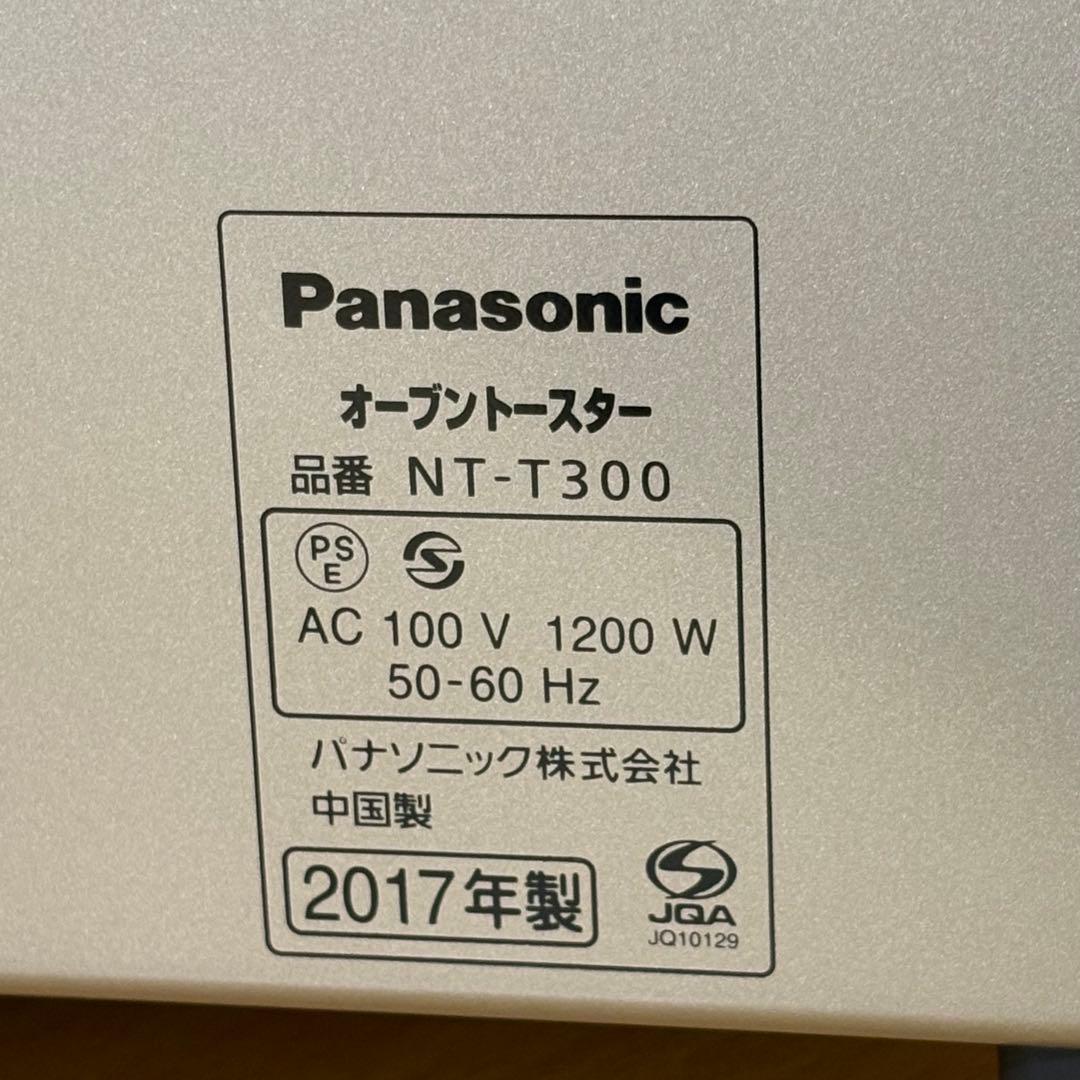 Panasonic
オーブントースター
品番 NT-T300
PS
E
AC 100 V 1200 W
50-60 Hz
パナソニック株式会社
中国製
2017年製
JQA
JQ10129